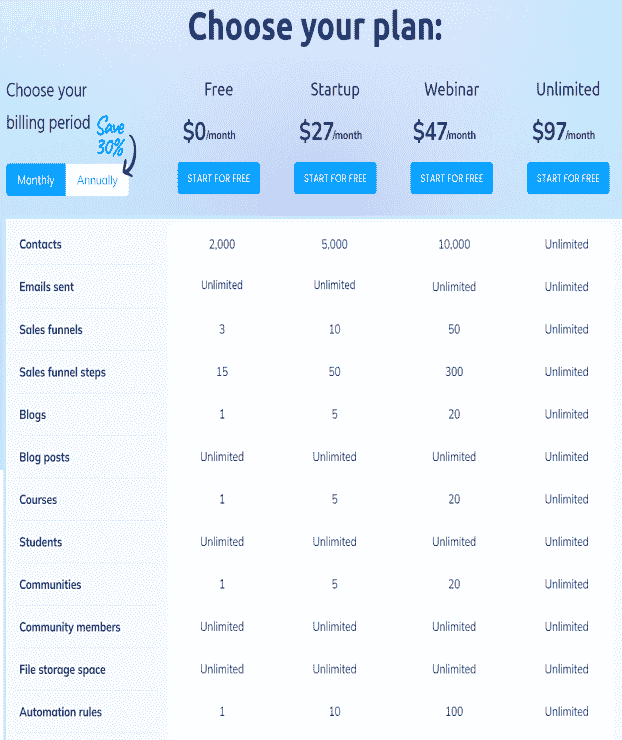 Choose your plan:
Choose your
billing period
Save
30%
Monthly Annually
Free Startup Webinar Unlimited
$0/month $27/month $47/month $97/month
START FOR FREE START FOR FREE START FOR FREE START FOR FREE
Contacts 2,000 5,000 10,000 Unlimited
Emails sent Unlimited Unlimited Unlimited Unlimited
Sales funnels 3 10 50 Unlimited
Sales funnel steps 15 50 300 Unlimited
Blogs 1 5 20 Unlimited
Blog posts Unlimited Unlimited Unlimited Unlimited
Courses 1 5 20 Unlimited
Students Unlimited Unlimited Unlimited Unlimited
Communities 1 5 20 Unlimited
Community members Unlimited Unlimited Unlimited Unlimited
File storage space Unlimited Unlimited Unlimited Unlimited
Automation rules 1 10 100 Unlimited